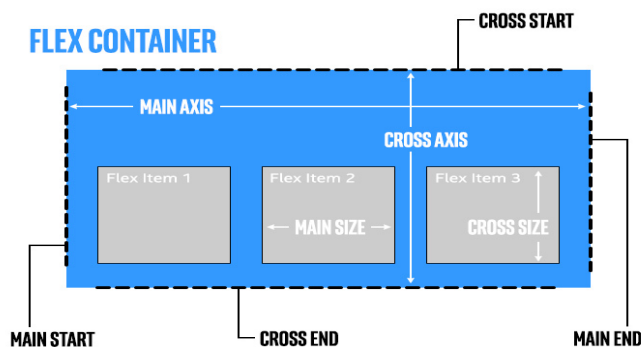 CROSS START
FLEX CONTAINER
MAIN AXIS
CROSS AXIS
Flex Item 1
Flex Item 2
Flex Item 3
MAIN SIZE
CROSS SIZE
MAIN START
CROSS END
MAIN END